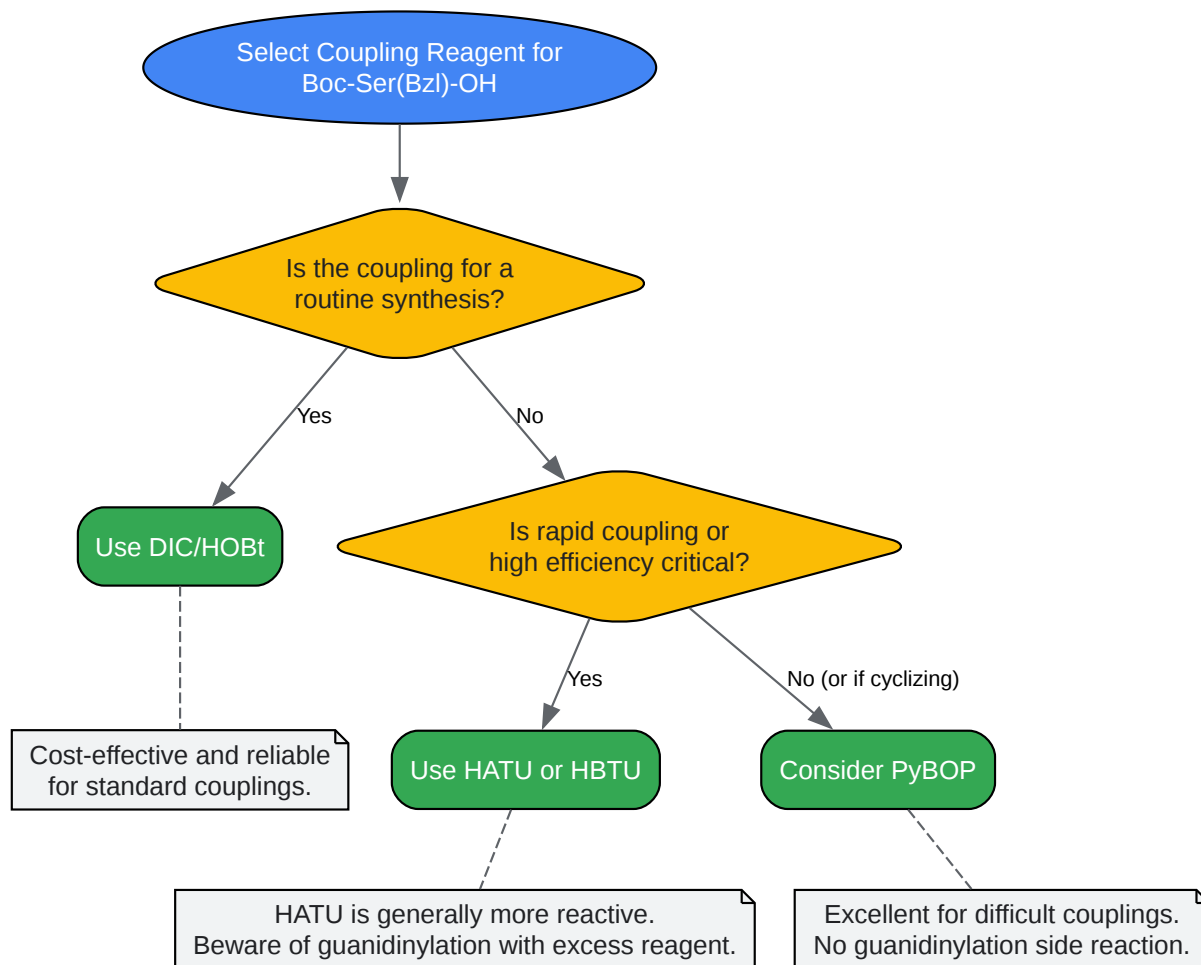 Select Coupling Reagent for
Boc-Ser(Bzl)-OH
Is the coupling for a
routine synthesis?
Yes
No
Use DIC/HOBt
Is rapid coupling or
high efficiency critical?
Yes
No (or if cyclizing)
Cost-effective and reliable
for standard couplings.
Use HATU or HBTU
Consider PyBOP
HATU is generally more reactive.
Beware of guanidinylation with excess reagent.
Excellent for difficult couplings.
No guanidinylation side reaction.